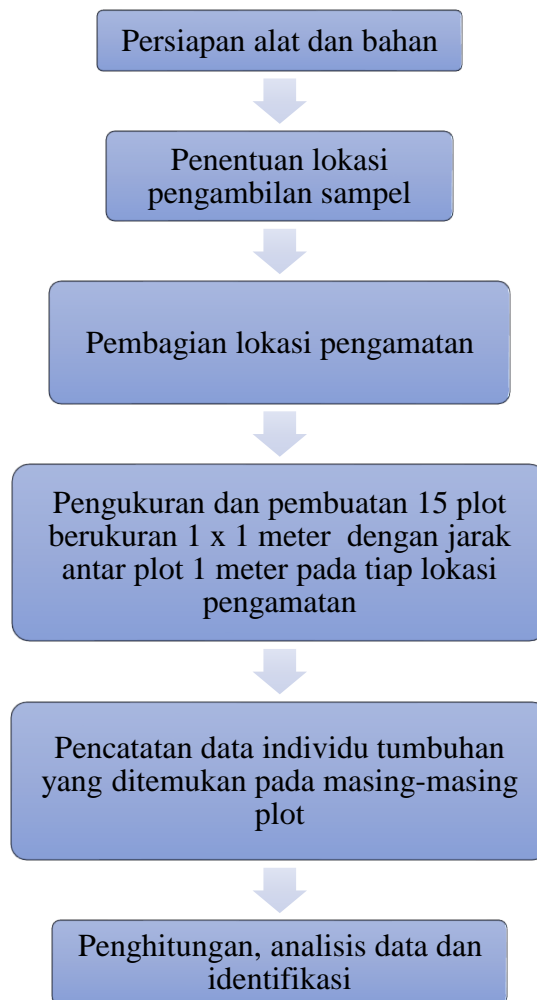 Persiapan alat dan bahan
Penentuan lokasi
pengambilan sampel
Pembagian lokasi pengamatan
Pengukuran dan pembuatan 15 plot
berukuran 1 x 1 meter dengan jarak
antar plot 1 meter pada tiap lokasi
pengamatan
Pencatatan data individu tumbuhan
yang ditemukan pada masing-masing
plot
Penghitungan, analisis data dan
identifikasi